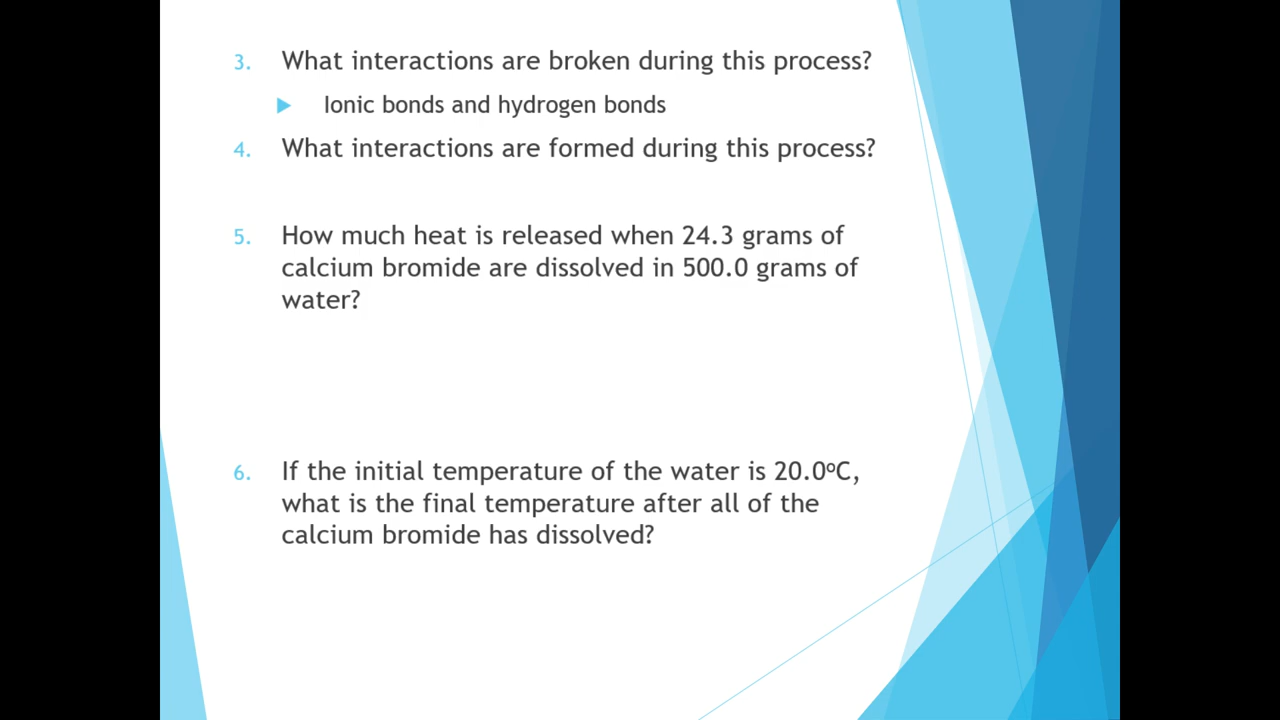 3. What interactions are broken during this process?
Ionic bonds and hydrogen bonds
4. What interactions are formed during this process?
5. How much heat is released when 24.3 grams of
calcium bromide are dissolved in 500.0 grams of
water?
6. If the initial temperature of the water is 20.0ºC,
what is the final temperature after all of the
calcium bromide has dissolved?